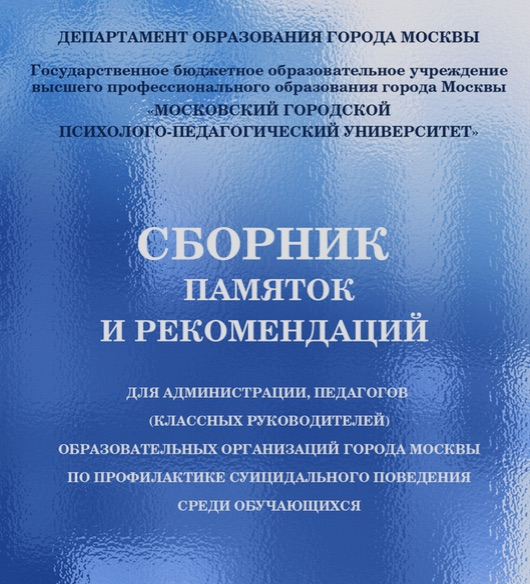 ДЕПАРТАМЕНТ ОБРАЗОВАНИЯ ГОРОДА МОСКВЫ
Государственное бюджетное образовательное учреждение
высшего профессионального образования города Москвы
«МОСКОВСКИЙ ГОРОДСКОЙ
ПСИХОЛОГО-ПЕДАГОГИЧЕСКИЙ УНИВЕРСИТЕТ»
СБОРНИК
ПАМЯТОК
И РЕКОМЕНДАЦИЙ
ДЛЯ АДМИНИСТРАЦИИ, ПЕДАГОГОВ
(КЛАССНЫХ РУКОВОДИТЕЛЕЙ)
ОБРАЗОВАТЕЛЬНЫХ ОРГАНИЗАЦИЙ ГОРОДА МОСКВЫ
ПО ПРОФИЛАКТИКЕ СУИЦИДАЛЬНОГО ПОВЕДЕНИЯ
СРЕДИ ОБУЧАЮЩИХСЯ